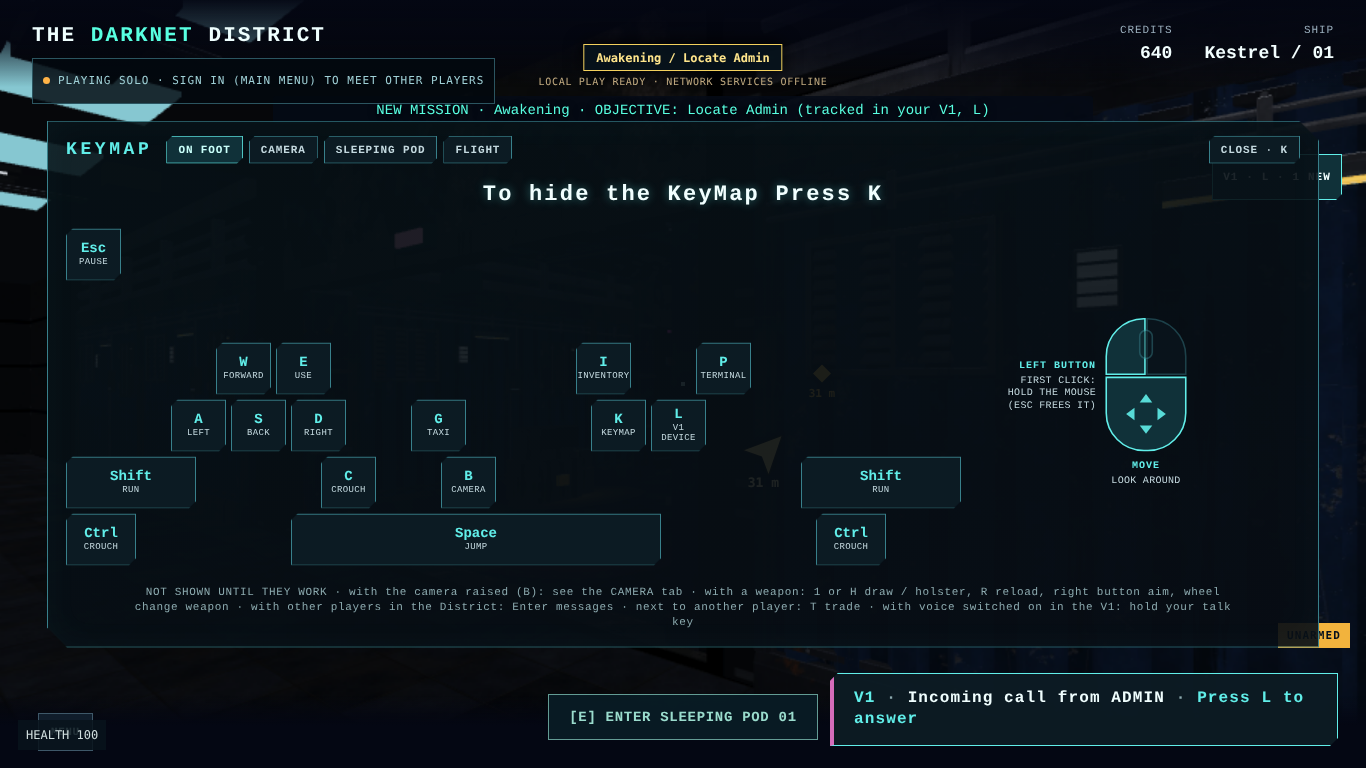 THE DARKNET DISTRICT
PLAYING SOLO · SIGN IN (MAIN MENU) TO MEET OTHER PLAYERS
Awakening / Locate Admin
LOCAL PLAY READY · NETWORK SERVICES OFFLINE
CREDITS
640
SHIP
Kestrel / 01
NEW MISSION · Awakening · OBJECTIVE: Locate Admin (tracked in your V1, L)
KEYMAP
ON FOOT
CAMERA
SLEEPING POD
FLIGHT
CLOSE · K
V1 · L · 1 NEW
To hide the KeyMap Press K
Esc
PAUSE
W
FORWARD
E
USE
I
INVENTORY
P
TERMINAL
A
LEFT
S
BACK
D
RIGHT
G
TAXI
K
KEYMAP
L
V1
DEVICE
Shift
RUN
C
CROUCH
B
CAMERA
Shift
RUN
Ctrl
CROUCH
Space
JUMP
Ctrl
CROUCH
31 m
31 m
LEFT BUTTON
FIRST CLICK:
HOLD THE MOUSE
(ESC FREES IT)
MOVE
LOOK AROUND
NOT SHOWN UNTIL THEY WORK · with the camera raised (B): see the CAMERA tab · with a weapon: 1 or H draw / holster, R reload, right button aim, wheel
change weapon · with other players in the District: Enter messages · next to another player: T trade · with voice switched on in the V1: hold your talk
key
UNARMED
[E] ENTER SLEEPING POD 01
V1 · Incoming call from ADMIN · Press L to
answer
HEALTH 100